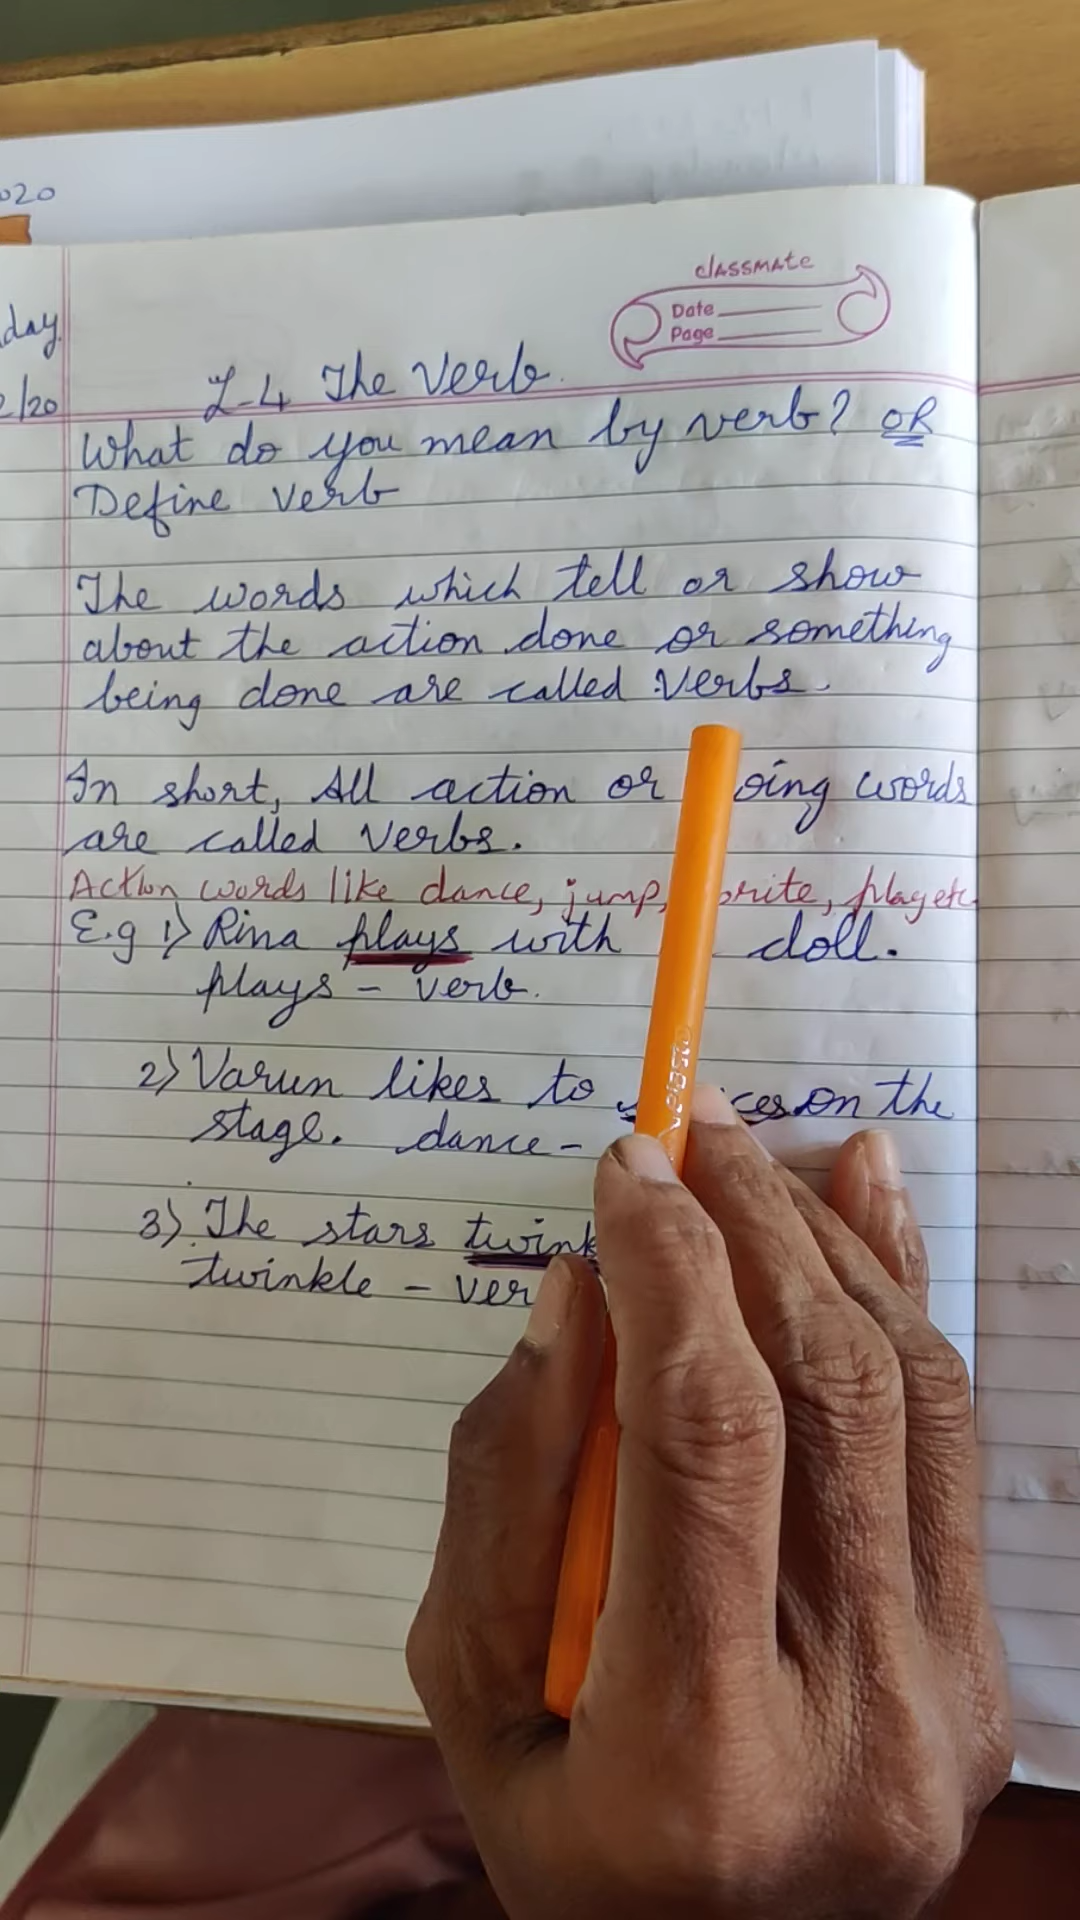 020
day
2/20
classmate
Date
Page
L-4 The Verb.
What do you mean by verb? OR
Define Verb
The words which tell or show
about the action done or something
being done are called Verbs.
In short, All action or oing words
are called Verbs.
Action words like dance, jump, rite, play etc
E.g 1) Rina plays with doll.
plays - verb.
2) Varun likes to ces on the
stage. dance -
3) The stars twink
twinkle - ver